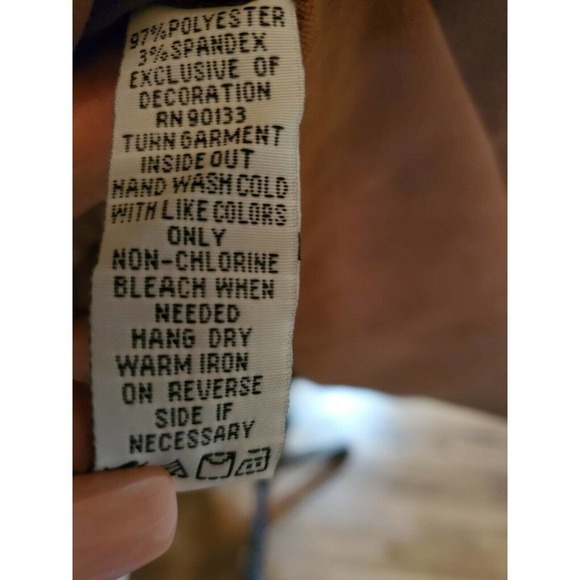 97% POLYESTER
3% SPANDEX
EXCLUSIVE OF
DECORATION
RN 90133
TURN GARMENT
INSIDE OUT
HAND WASH COLD
WITH LIKE COLORS
ONLY
NON-CHLORINE
BLEACH WHEN
NEEDED
HANG DRY
WARM IRON
ON REVERSE
SIDE IF
NECESSARY